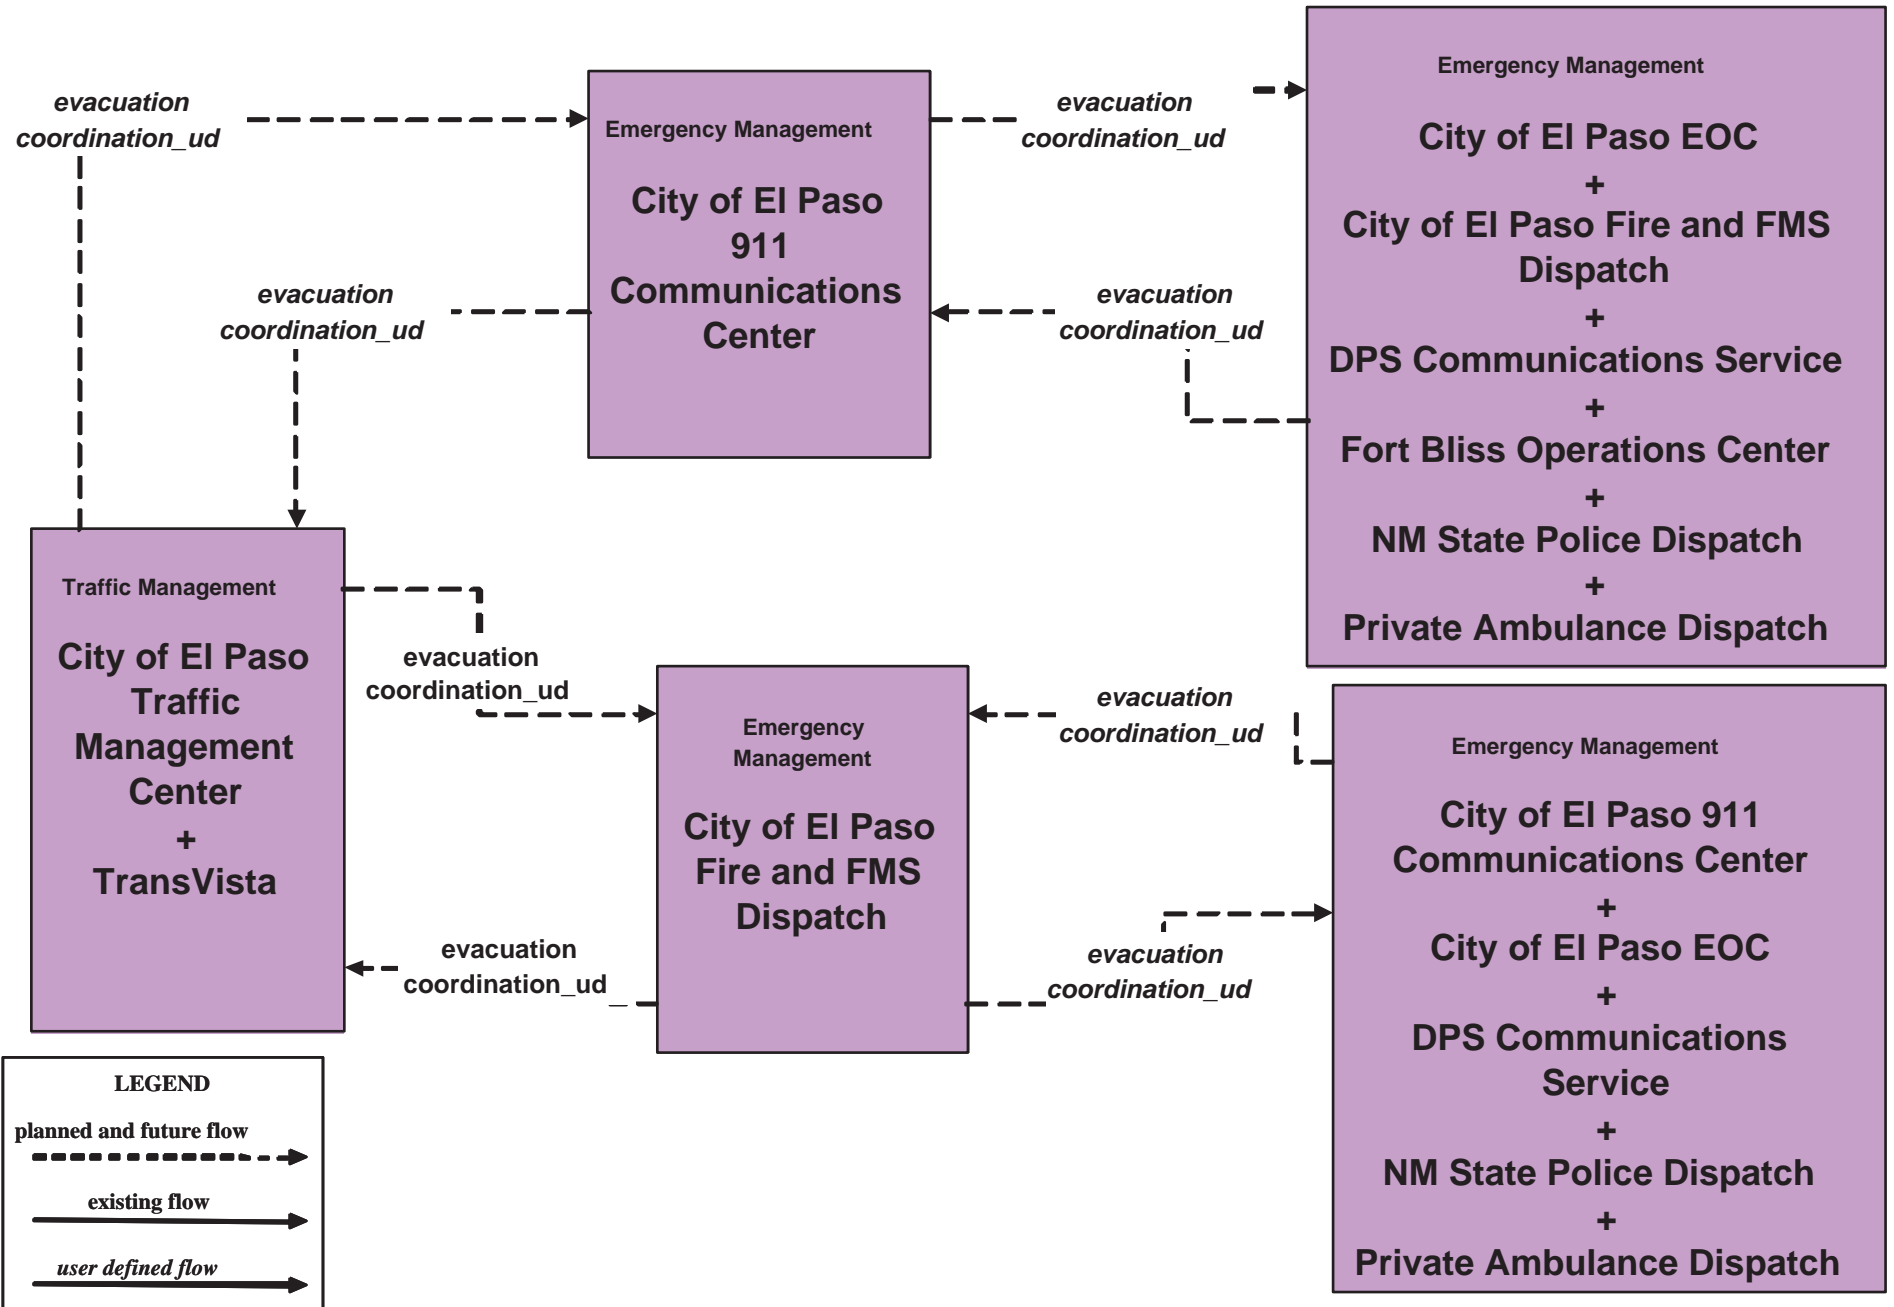 evacuation
coordination_ud
Emergency Management
City of El Paso
911
Communications
Center
evacuation
coordination_ud
Emergency Management
City of El Paso EOC
+
City of El Paso Fire and FMS
Dispatch
+
DPS Communications Service
+
Fort Bliss Operations Center
+
NM State Police Dispatch
+
Private Ambulance Dispatch
evacuation
coordination_ud
evacuation
coordination_ud
Traffic Management
City of El Paso
Traffic
Management
Center
+
TransVista
evacuation
coordination_ud
Emergency
Management
City of El Paso
Fire and FMS
Dispatch
evacuation
coordination_ud
Emergency Management
City of El Paso 911
Communications Center
+
City of El Paso EOC
+
DPS Communications
Service
+
NM State Police Dispatch
+
Private Ambulance Dispatch
evacuation
coordination_ud_
evacuation
coordination_ud
LEGEND
planned and future flow
existing flow
user defined flow